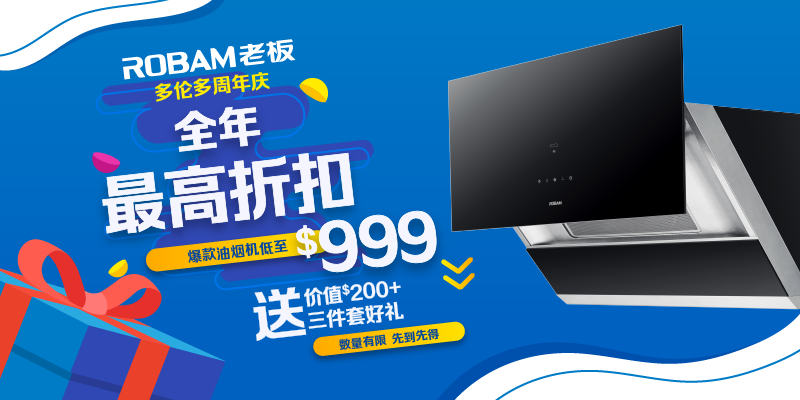 ROBAM老板
多伦多周年庆
全年
最高折扣
爆款油烟机低至 $999
送 价值$200+
三件套好礼
数量有限 先到先得
ROBAM